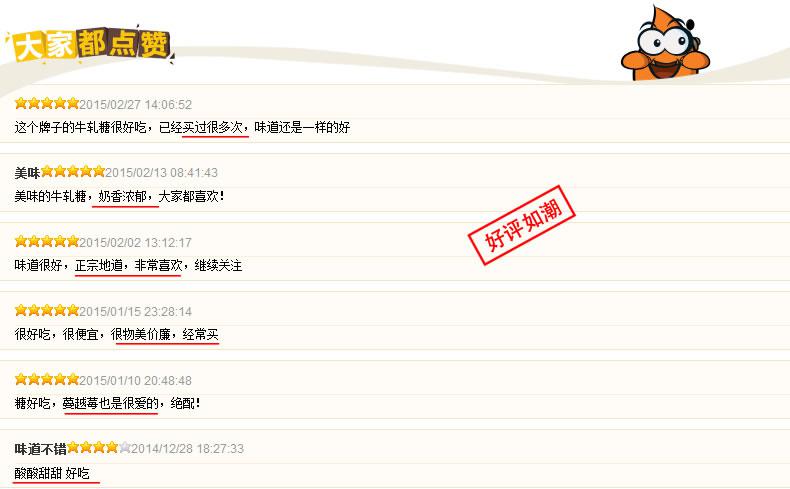 大家都点赞
2015/02/27 14:06:52
这个牌子的牛轧糖很好吃，已经买过很多次，味道还是一样的好
美味 2015/02/13 08:41:43
美味的牛轧糖，奶香浓郁，大家都喜欢！
好评如潮
2015/02/02 13:12:17
味道很好，正宗地道，非常喜欢，继续关注
2015/01/15 23:28:14
很好吃，很便宜，很物美价廉，经常买
2015/01/10 20:48:48
糖好吃，蔓越莓也是很爱的，绝配！
味道不错 2014/12/28 18:27:33
酸酸甜甜 好吃